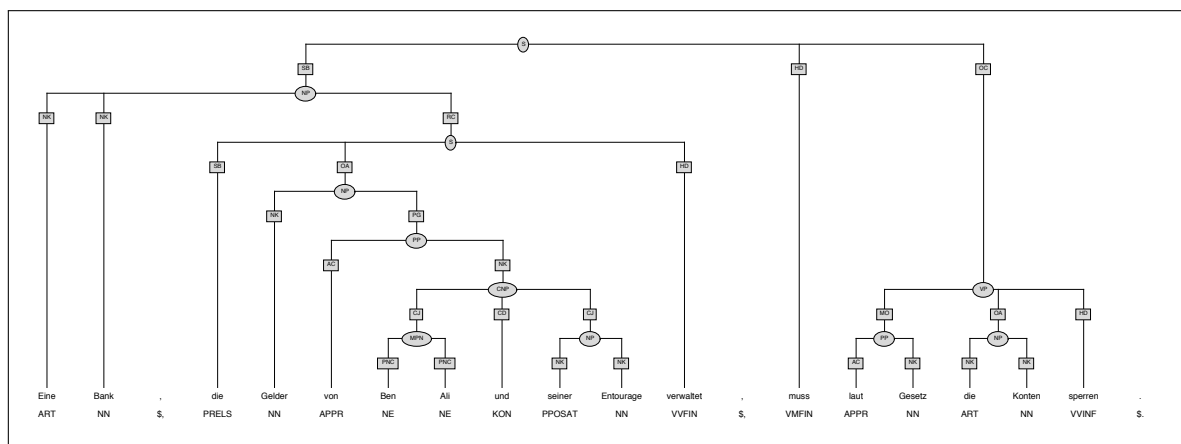 S
SB HD OC
NP
NK NK RC
S
SB OA HD
NP
NK PG
PP
AC NK
CNP VP
CJ CD CJ MO OA HD
MPN NP PP NP
PNC PNC NK NK AC NK NK NK
Eine Bank , die Gelder von Ben Ali und seiner Entourage verwaltet , muss laut Gesetz die Konten sperren .
ART NN $, PRELS NN APPR NE NE KON PPOSAT NN VVFIN $, VMFIN APPR NN ART NN VVINF $.